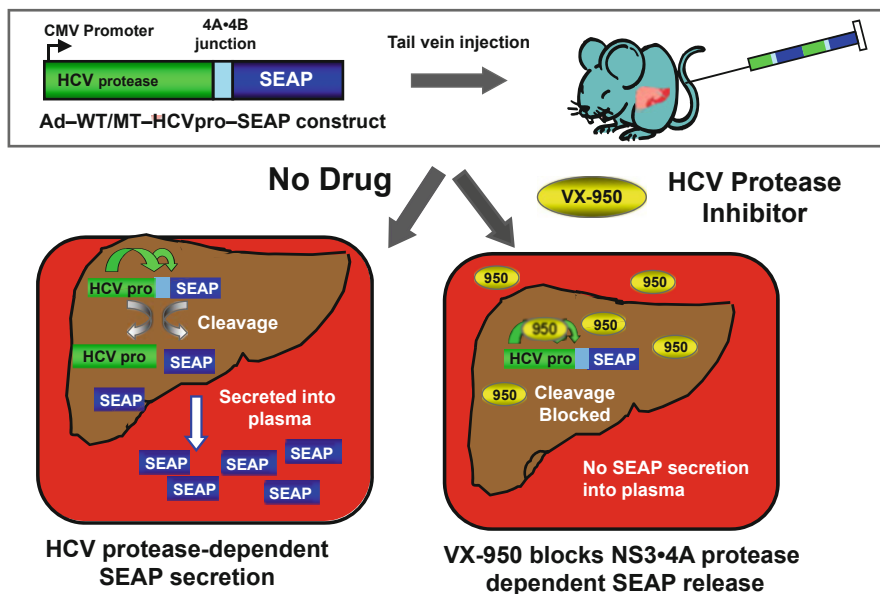 CMV Promoter
4A•4B
junction
HCV protease
SEAP
Ad–WT/MT–HCVpro–SEAP construct
Tail vein injection
No Drug
VX-950
HCV Protease
Inhibitor
HCV pro
SEAP
Cleavage
HCV pro
SEAP
SEAP
Secreted into
plasma
SEAP
SEAP
SEAP
SEAP
SEAP
HCV protease-dependent
SEAP secretion
950
950
950
950
950
HCV pro
SEAP
950
Cleavage
Blocked
No SEAP secretion
into plasma
VX-950 blocks NS3•4A protease
dependent SEAP release